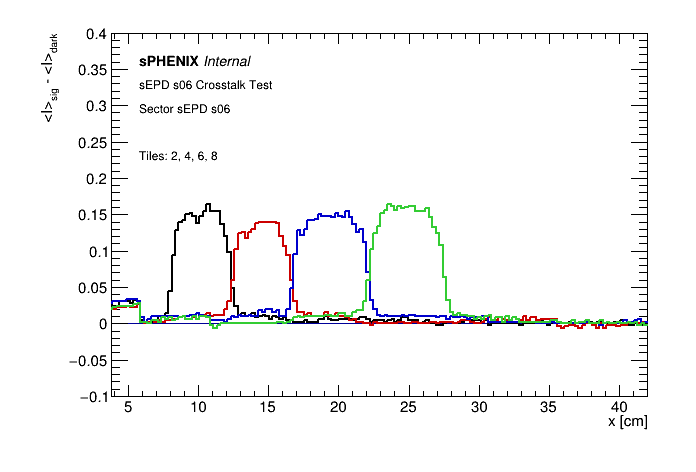 <I>sig - <I>dark
0.4
0.35
0.3
0.25
0.2
0.15
0.1
0.05
0
−0.05
−0.1
sPHENIX Internal
sEPD s06 Crosstalk Test
Sector sEPD s06
Tiles: 2, 4, 6, 8
5 10 15 20 25 30 35 40
x [cm]